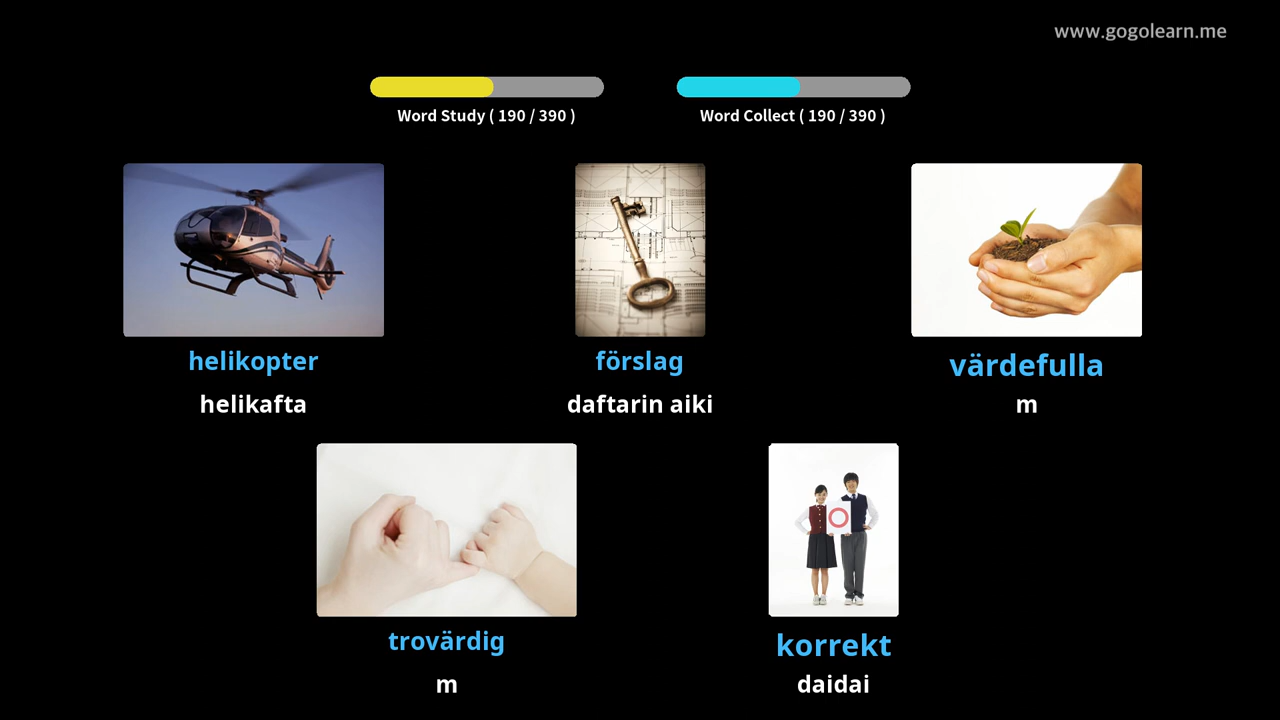 www.gogolearn.me
Word Study ( 190 / 390 )
Word Collect ( 190 / 390 )
helikopter
helikafta
förslag
daftarin aiki
värdefulla
m
trovärdig
m
korrekt
daidai